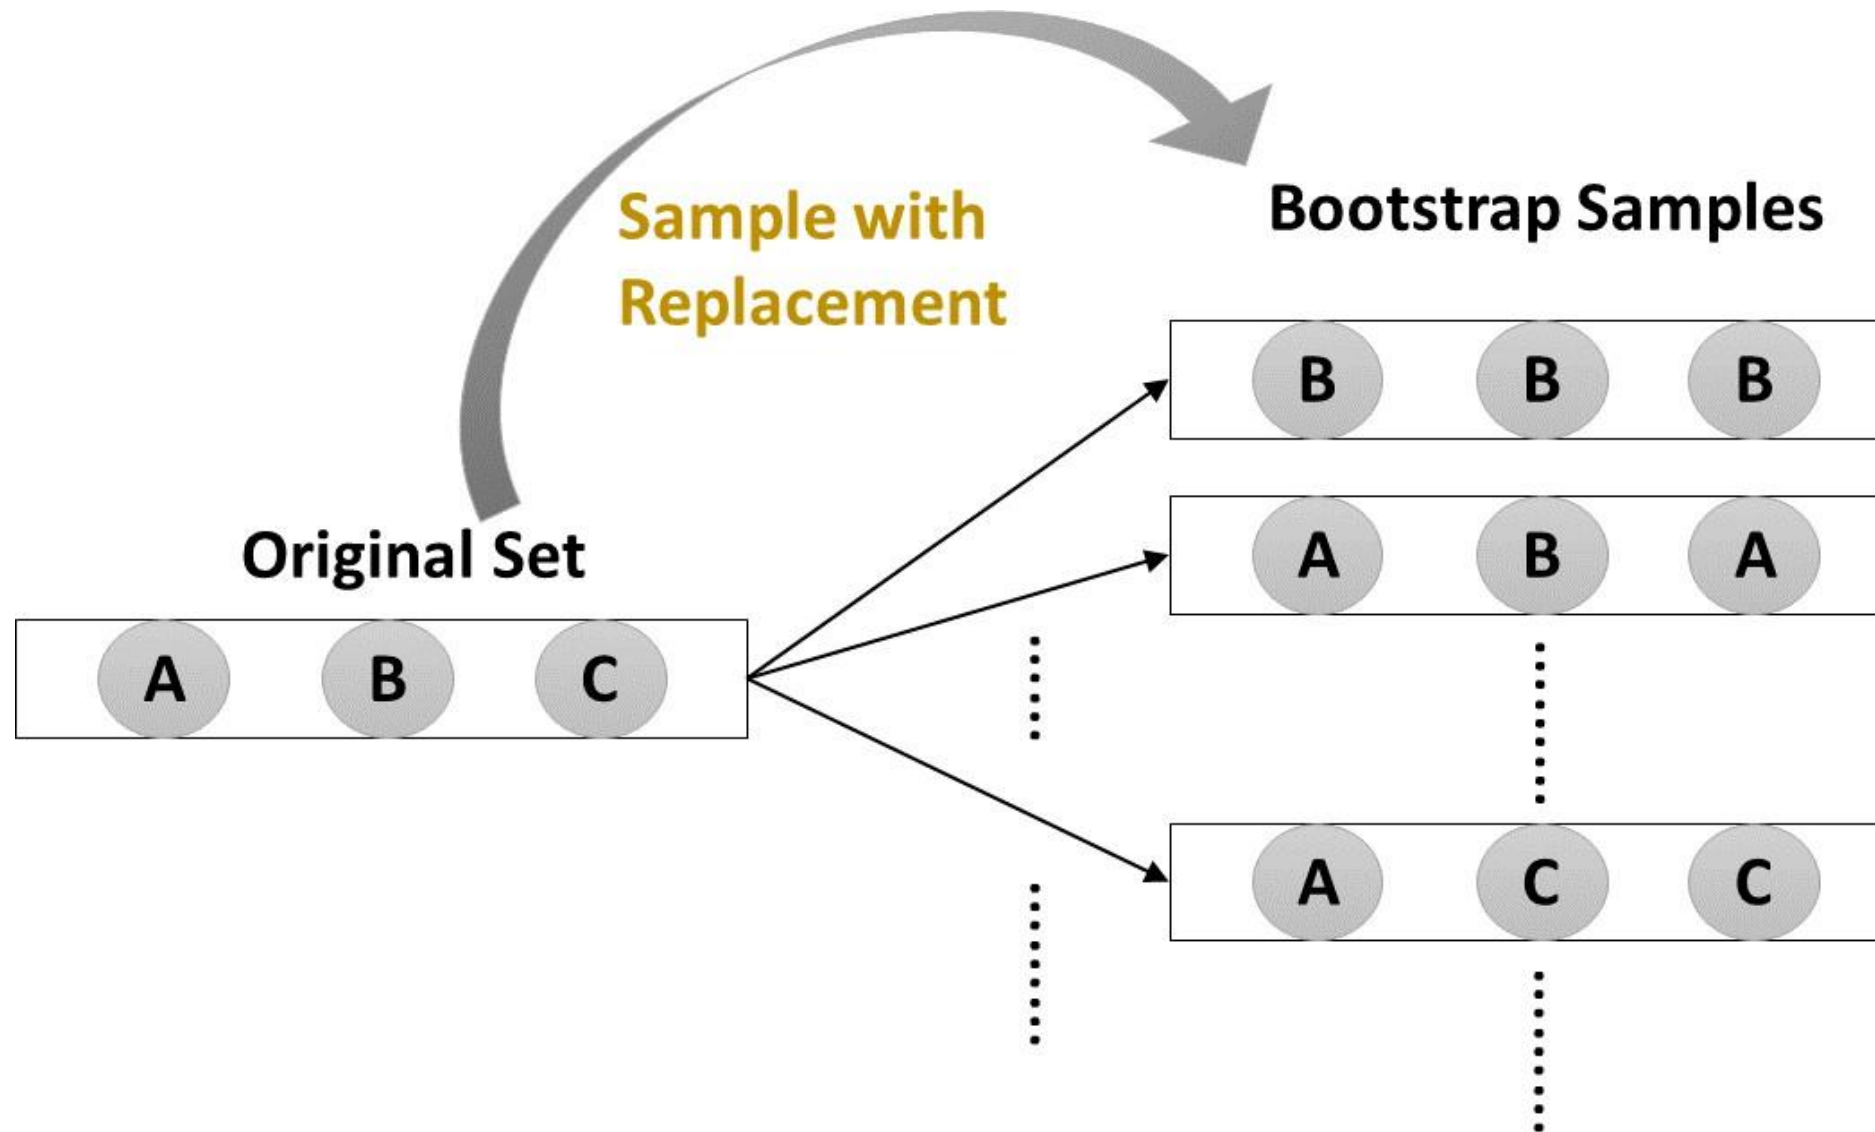 Sample with
Replacement
Bootstrap Samples
B B B
A B A
Original Set
A B C
A C C